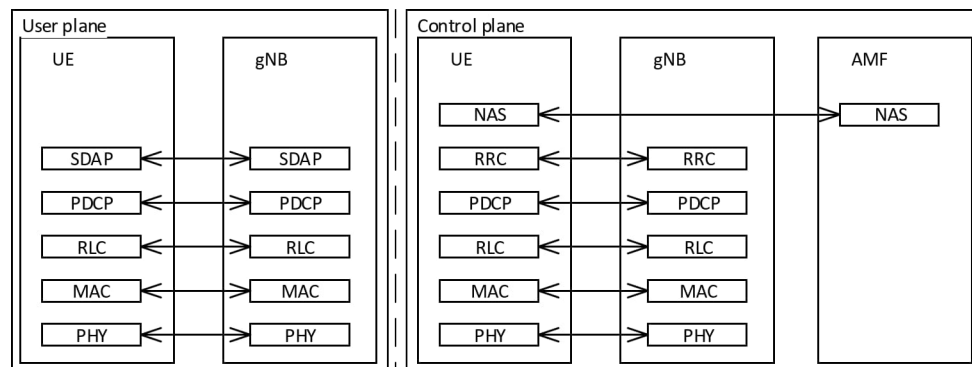 User plane
Control plane
UE
gNB
UE
gNB
AMF
NAS
NAS
SDAP
SDAP
RRC
RRC
PDCP
PDCP
PDCP
PDCP
RLC
RLC
RLC
RLC
MAC
MAC
MAC
MAC
PHY
PHY
PHY
PHY